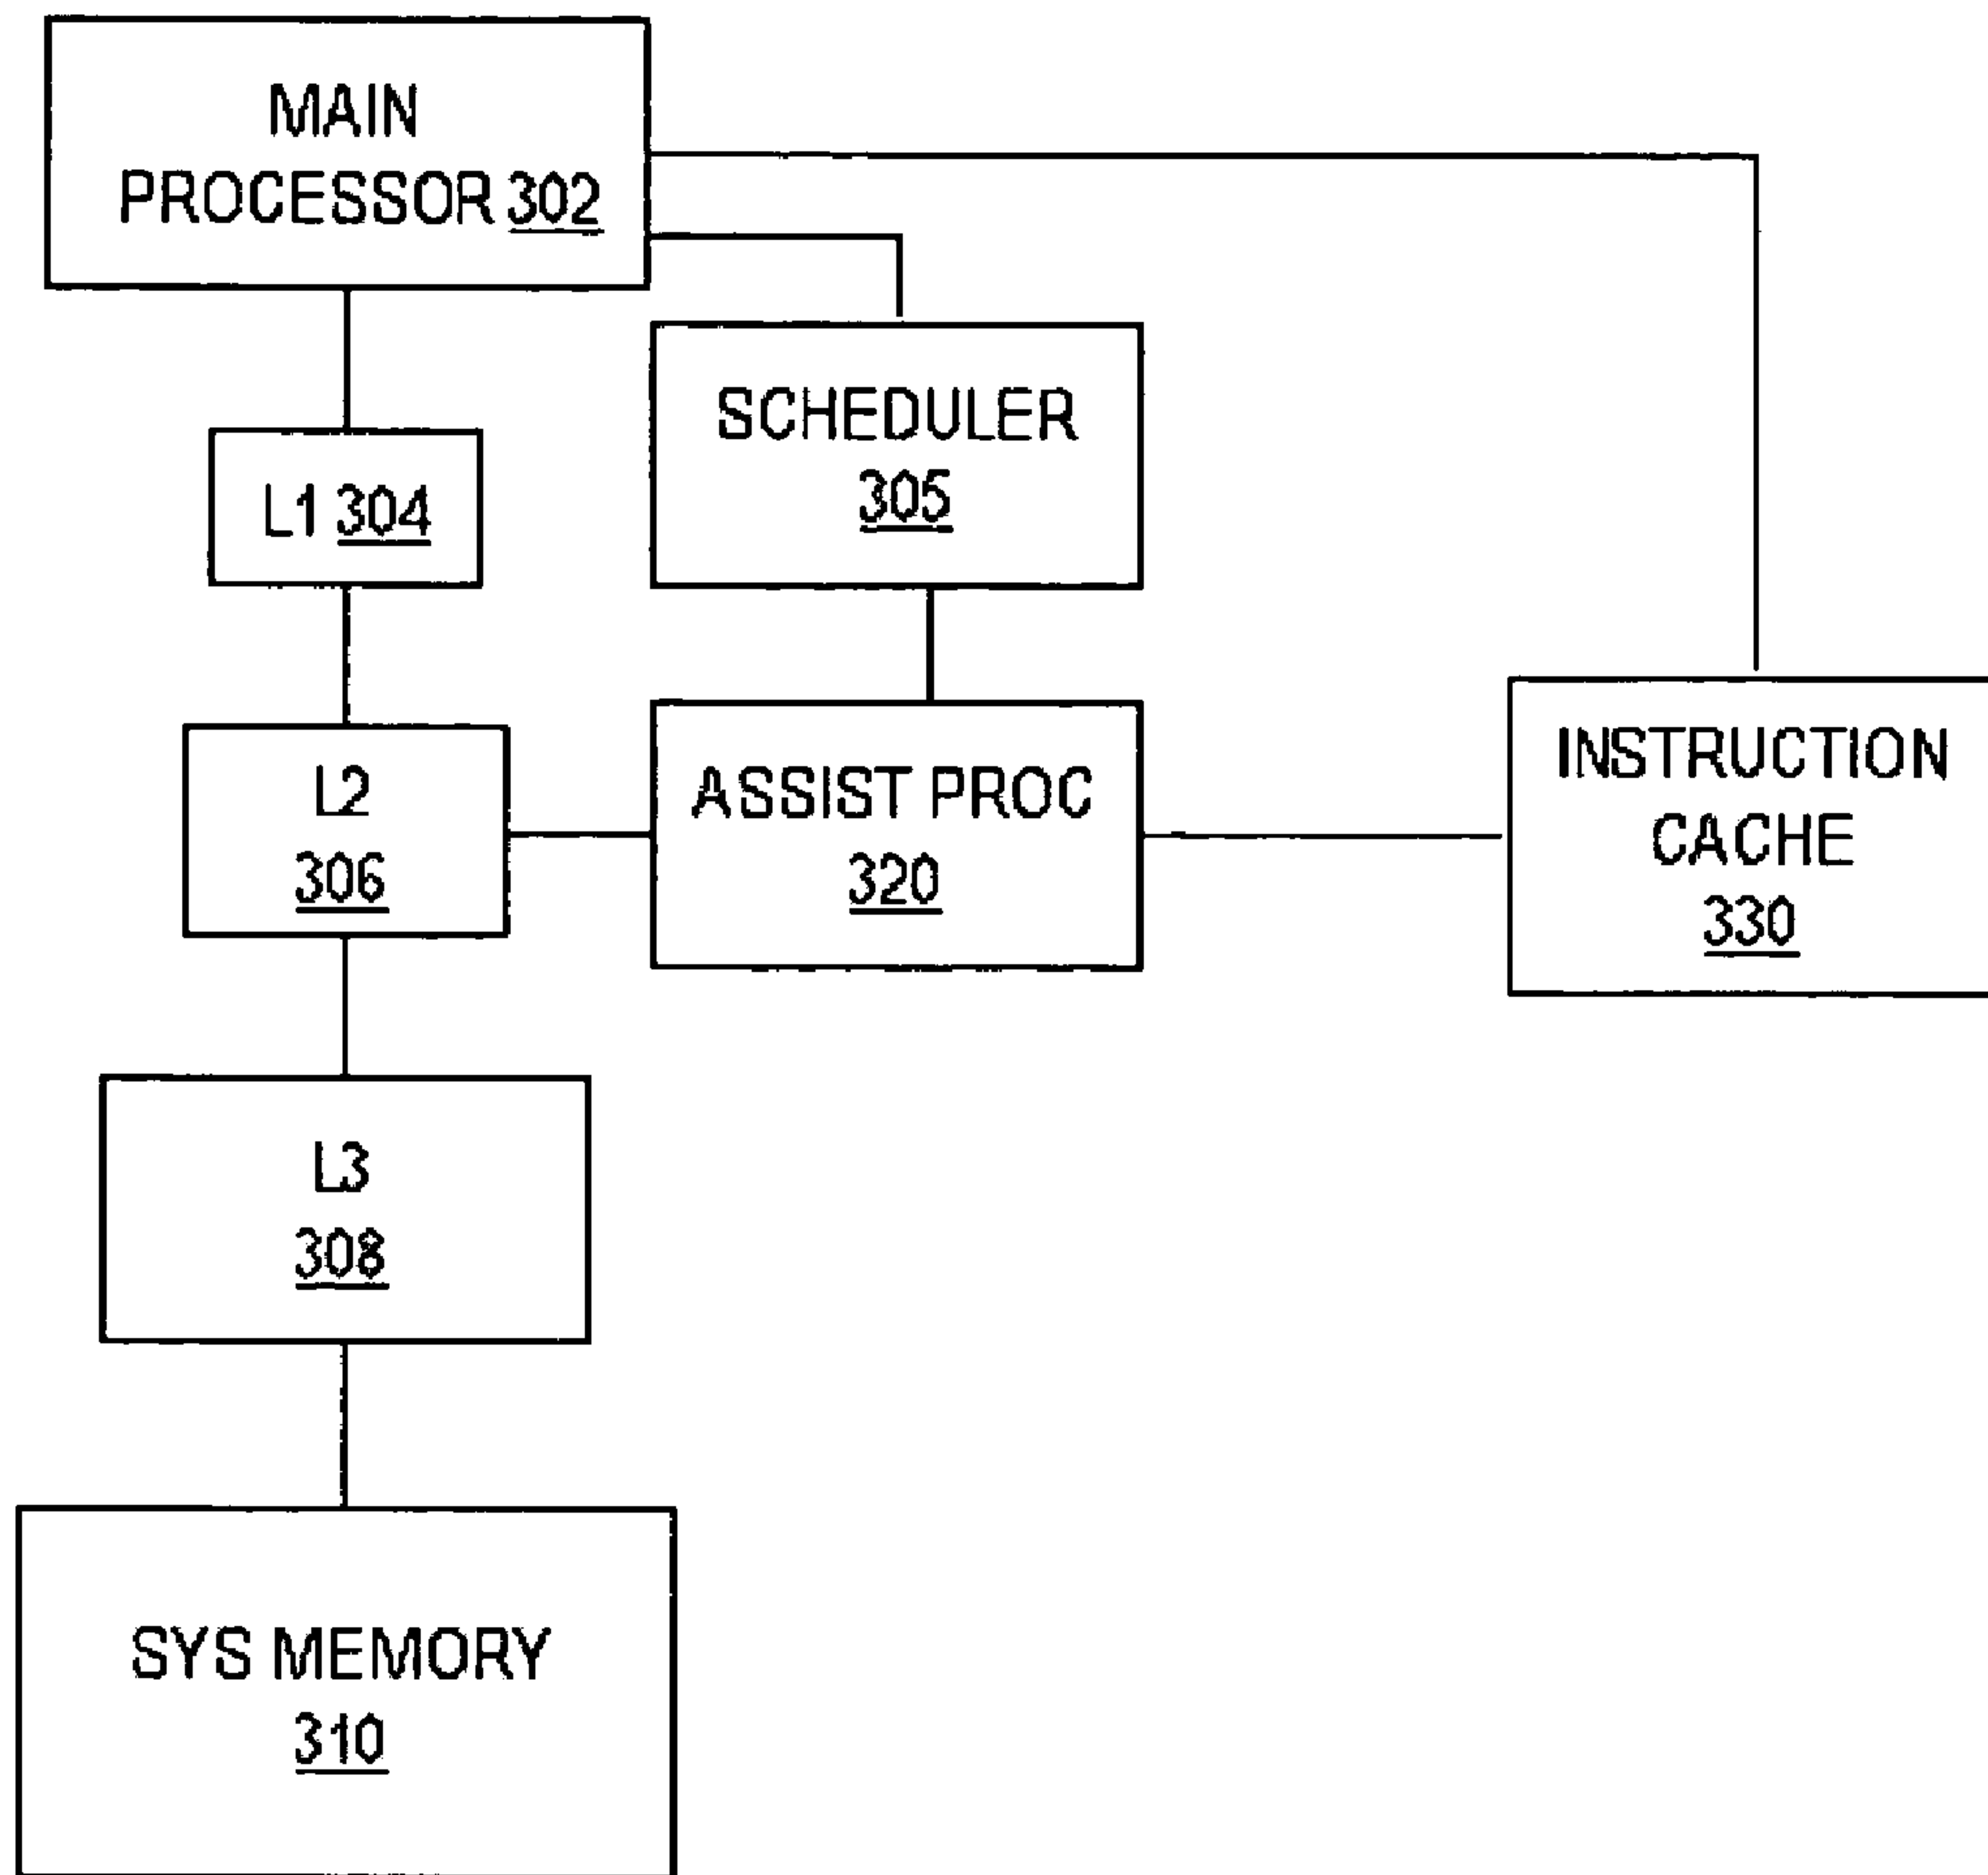 MAIN
PROCESSOR 302
SCHEDULER
305
L1 304
L2
306
ASSIST PROC
320
INSTRUCTION
CACHE
330
L3
308
SYS MEMORY
310